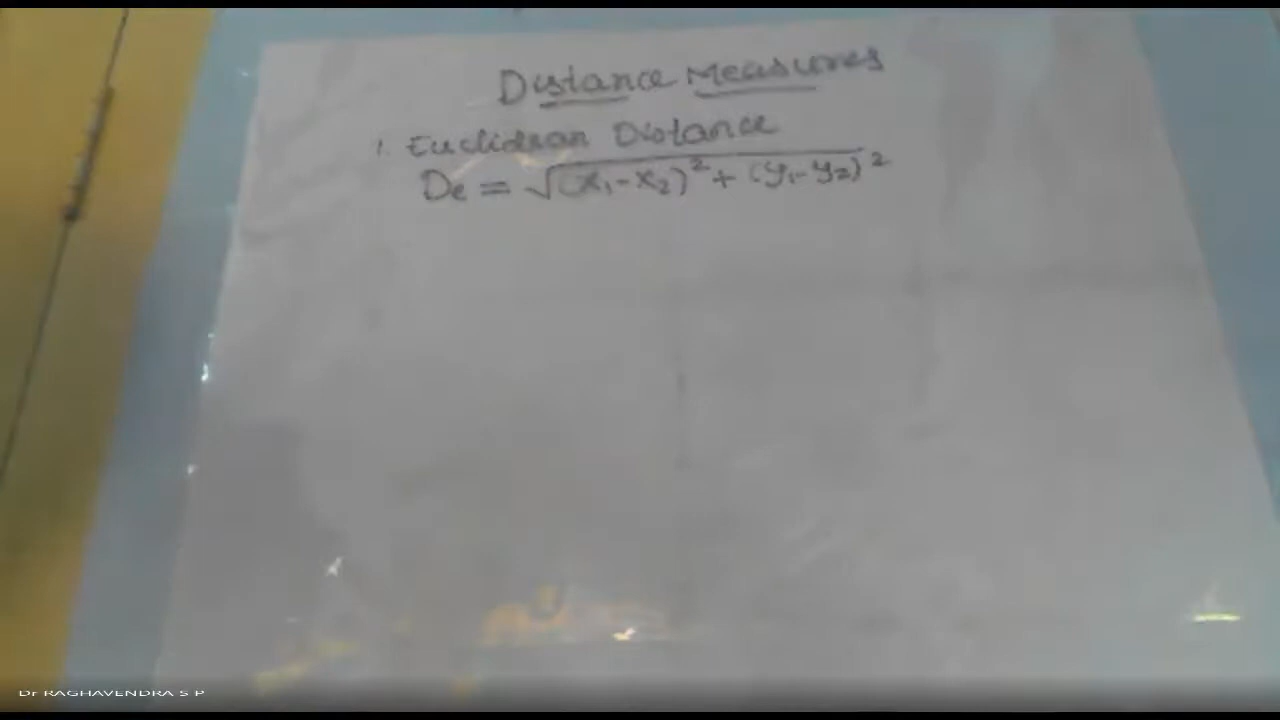 Distance Measures
1. Euclidean Distance
De = √(x₁-x₂)² + (y₁-y₂)²
Dr RAGHAVENDRA S P